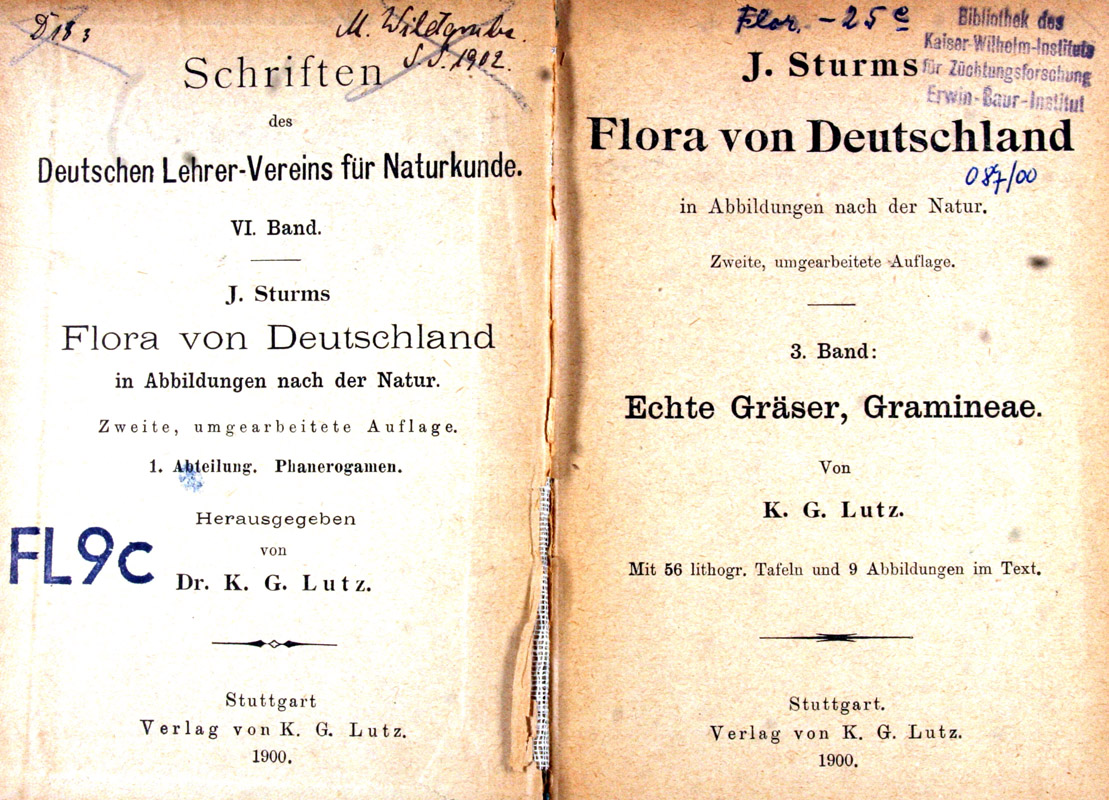 D 18 3
M. Wildgrube.
S. S. 1902.
Schriften
des
Deutschen Lehrer-Vereins für Naturkunde.
VI. Band.
J. Sturms
Flora von Deutschland
in Abbildungen nach der Natur.
Zweite, umgearbeitete Auflage.
1. Abteilung. Phanerogamen.
Herausgegeben
von
Dr. K. G. Lutz.
FL9c
Stuttgart
Verlag von K. G. Lutz.
1900.
Flor. - 25 e
Bibliothek des
Kaiser-Wilhelm-Instituts
für Züchtungsforschung
Erwin-Baur-Institut
J. Sturms
Flora von Deutschland
087/00
in Abbildungen nach der Natur.
Zweite, umgearbeitete Auflage.
3. Band:
Echte Gräser, Gramineae.
Von
K. G. Lutz.
Mit 56 lithogr. Tafeln und 9 Abbildungen im Text.
Stuttgart.
Verlag von K. G. Lutz.
1900.